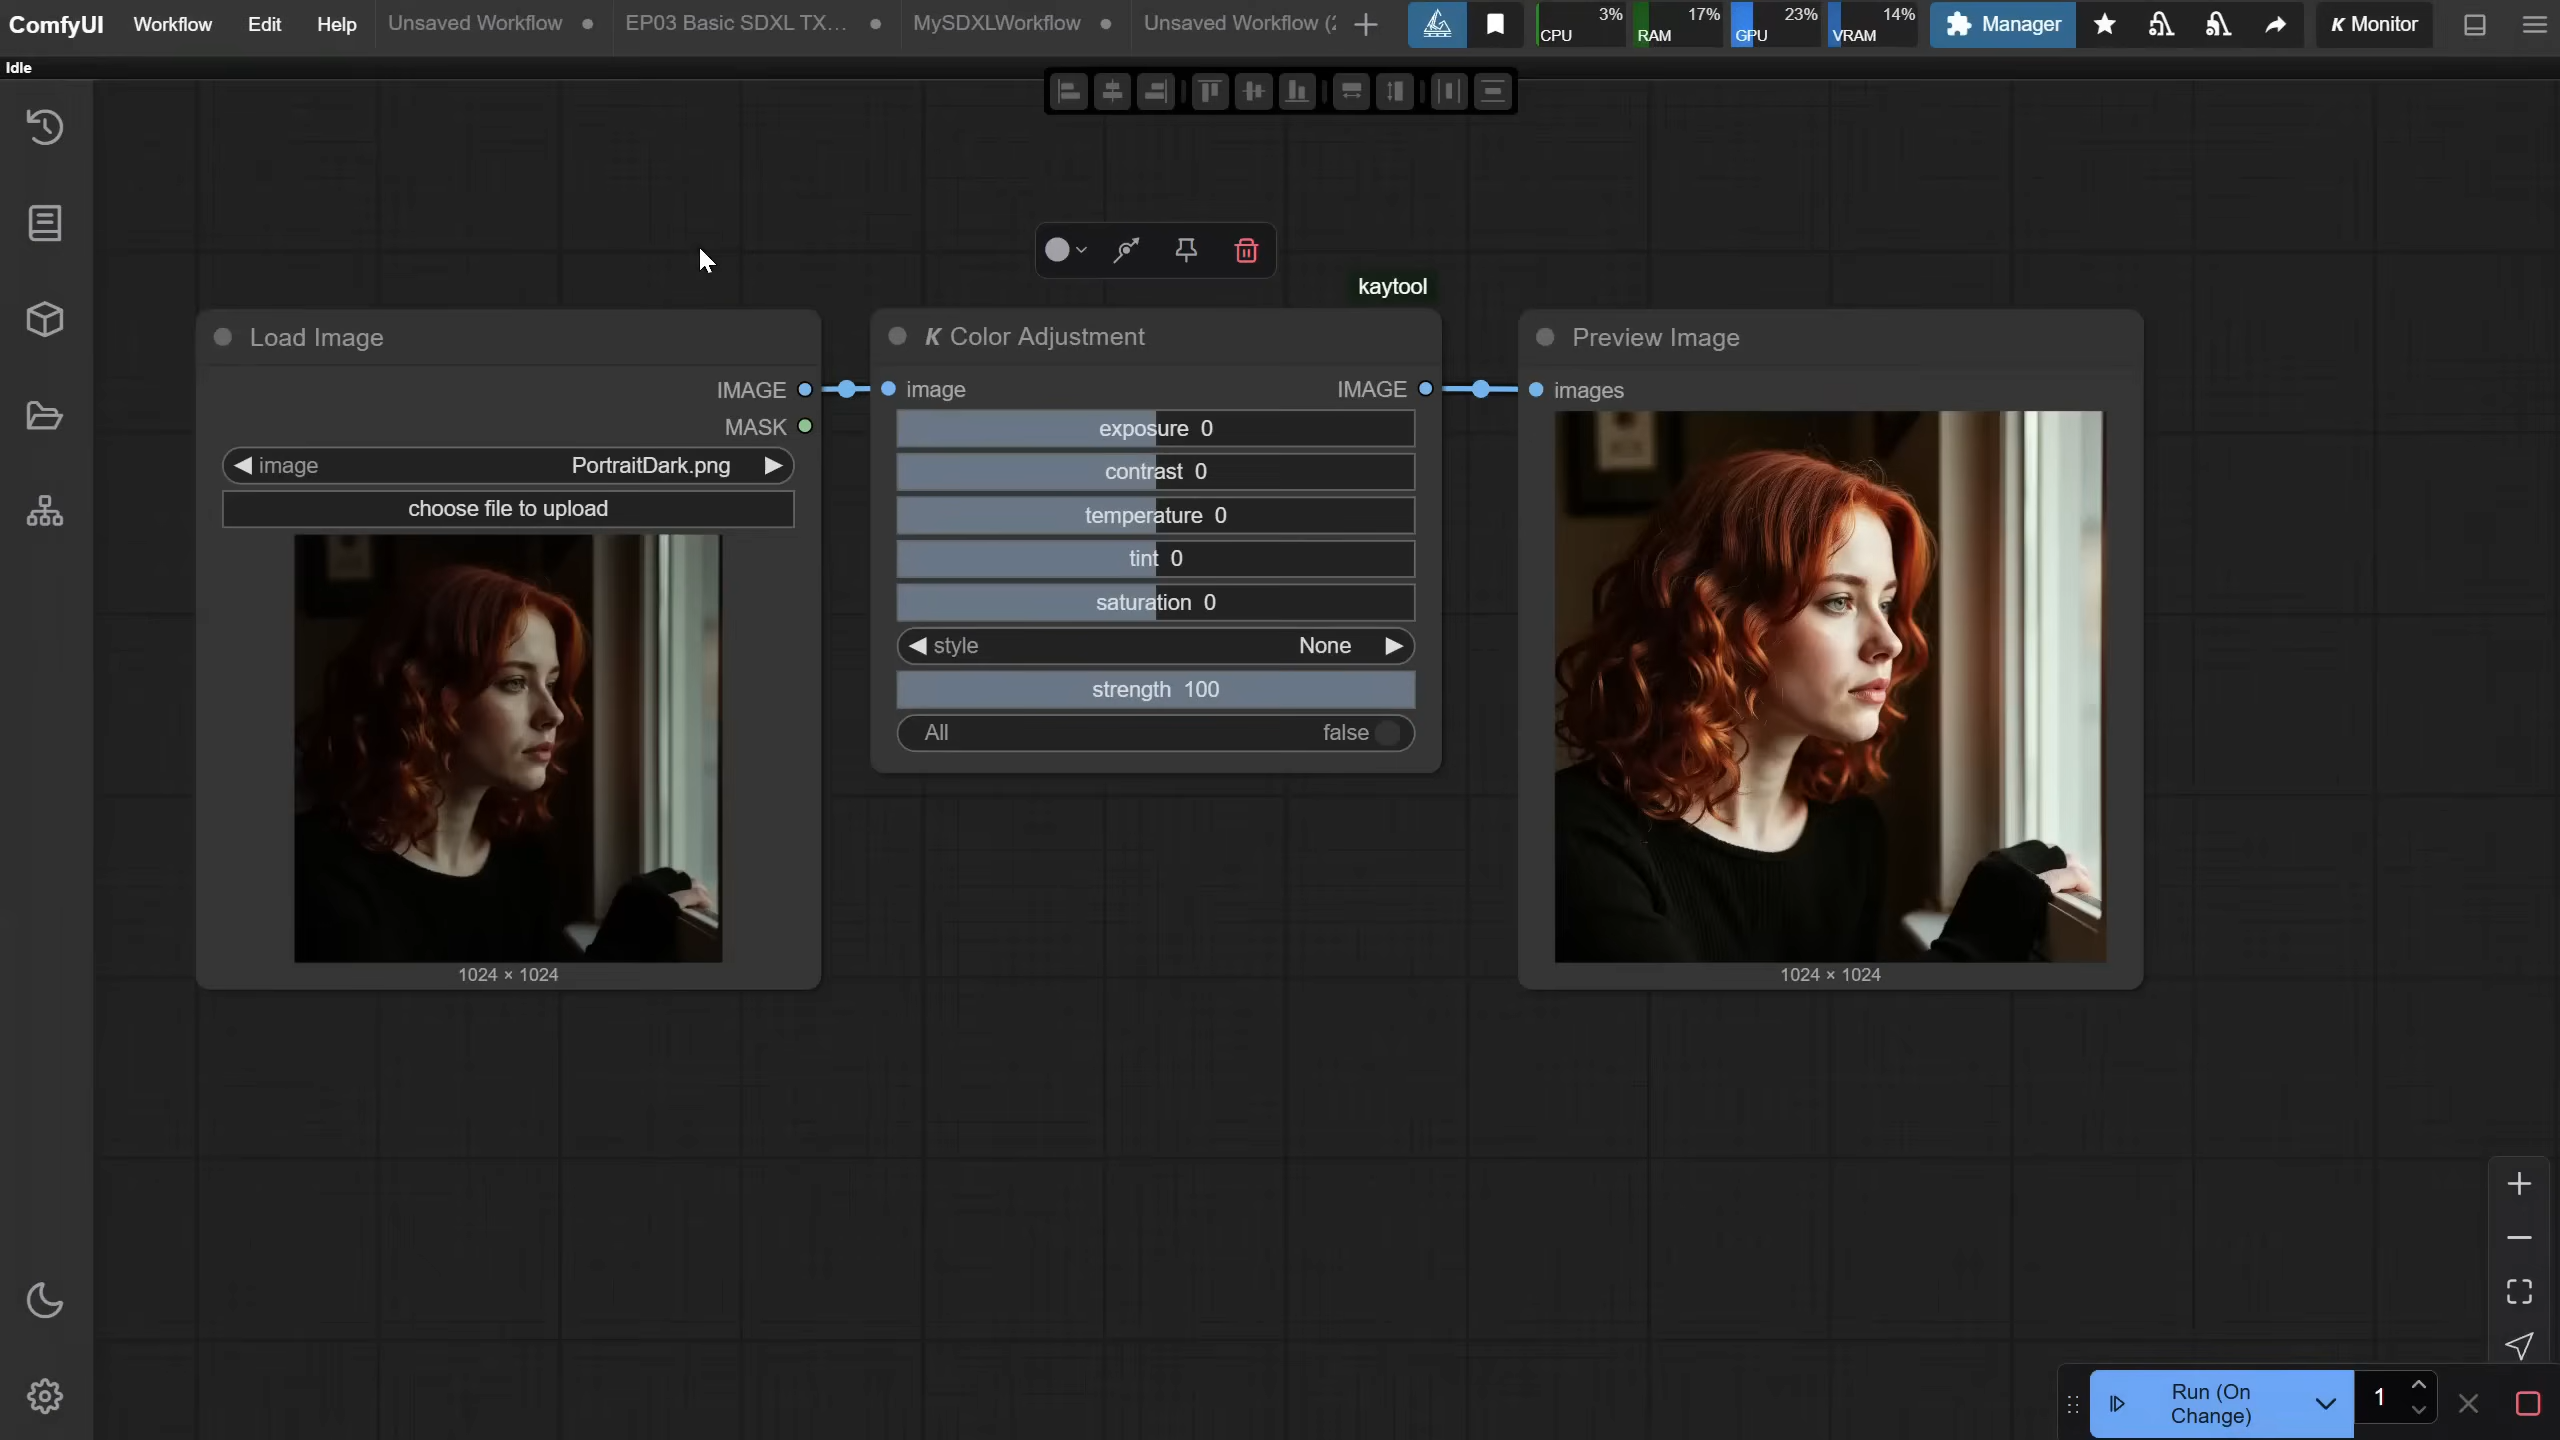 ComfyUI Workflow Edit Help Unsaved Workflow EP03 Basic SDXL TX... MySDXLWorkflow Unsaved Workflow (2 CPU 3% RAM 17% GPU 23% VRAM 14% Manager K Monitor
Idle
kaytool
Load Image
IMAGE
MASK
image PortraitDark.png
choose file to upload
1024 × 1024
K Color Adjustment
image IMAGE
exposure 0
contrast 0
temperature 0
tint 0
saturation 0
style None
strength 100
All false
Preview Image
images
1024 × 1024
Run (On
Change)
1